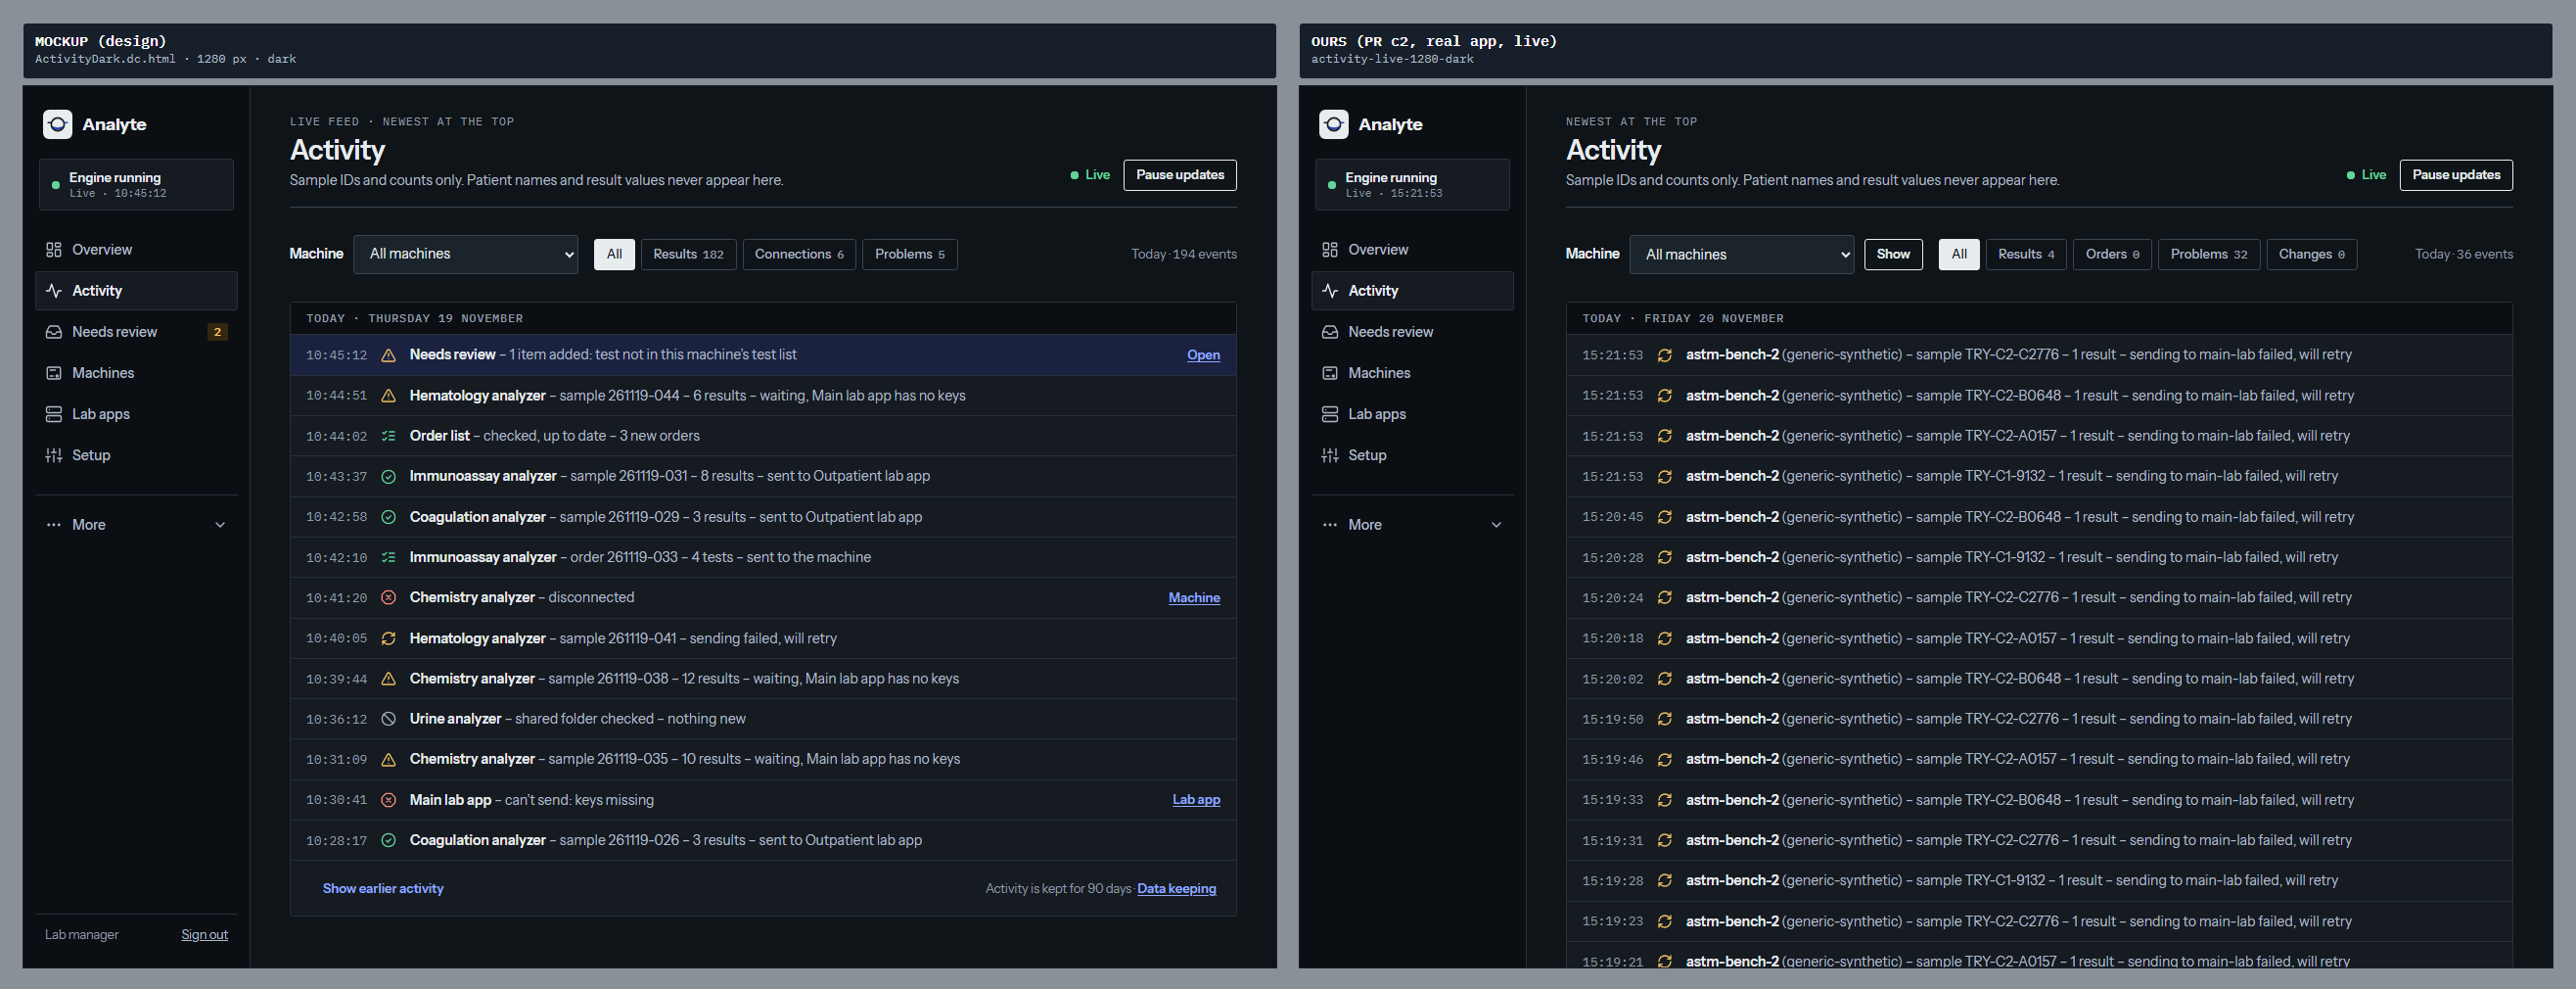 MOCKUP (design)
ActivityDark.dc.html · 1280 px · dark
Analyte
Engine running
Live · 10:45:12
Overview
Activity
Needs review 2
Machines
Lab apps
Setup
More
Lab manager Sign out
LIVE FEED · NEWEST AT THE TOP
Activity
Sample IDs and counts only. Patient names and result values never appear here.
Live Pause updates
Machine All machines All Results 182 Connections 6 Problems 5 Today · 194 events
TODAY · THURSDAY 19 NOVEMBER
10:45:12 Needs review – 1 item added: test not in this machine's test list Open
10:44:51 Hematology analyzer – sample 261119-044 – 6 results – waiting, Main lab app has no keys
10:44:02 Order list – checked, up to date – 3 new orders
10:43:37 Immunoassay analyzer – sample 261119-031 – 8 results – sent to Outpatient lab app
10:42:58 Coagulation analyzer – sample 261119-029 – 3 results – sent to Outpatient lab app
10:42:10 Immunoassay analyzer – order 261119-033 – 4 tests – sent to the machine
10:41:20 Chemistry analyzer – disconnected Machine
10:40:05 Hematology analyzer – sample 261119-041 – sending failed, will retry
10:39:44 Chemistry analyzer – sample 261119-038 – 12 results – waiting, Main lab app has no keys
10:36:12 Urine analyzer – shared folder checked – nothing new
10:31:09 Chemistry analyzer – sample 261119-035 – 10 results – waiting, Main lab app has no keys
10:30:41 Main lab app – can't send: keys missing Lab app
10:28:17 Coagulation analyzer – sample 261119-026 – 3 results – sent to Outpatient lab app
Show earlier activity Activity is kept for 90 days · Data keeping
OURS (PR c2, real app, live)
activity-live-1280-dark
Analyte
Engine running
Live · 15:21:53
Overview
Activity
Needs review
Machines
Lab apps
Setup
More
NEWEST AT THE TOP
Activity
Sample IDs and counts only. Patient names and result values never appear here.
Live Pause updates
Machine All machines Show All Results 4 Orders 0 Problems 32 Changes 0 Today · 36 events
TODAY · FRIDAY 20 NOVEMBER
15:21:53 astm-bench-2 (generic-synthetic) – sample TRY-C2-C2776 – 1 result – sending to main-lab failed, will retry
15:21:53 astm-bench-2 (generic-synthetic) – sample TRY-C2-B0648 – 1 result – sending to main-lab failed, will retry
15:21:53 astm-bench-2 (generic-synthetic) – sample TRY-C2-A0157 – 1 result – sending to main-lab failed, will retry
15:21:53 astm-bench-2 (generic-synthetic) – sample TRY-C1-9132 – 1 result – sending to main-lab failed, will retry
15:20:45 astm-bench-2 (generic-synthetic) – sample TRY-C2-B0648 – 1 result – sending to main-lab failed, will retry
15:20:28 astm-bench-2 (generic-synthetic) – sample TRY-C1-9132 – 1 result – sending to main-lab failed, will retry
15:20:24 astm-bench-2 (generic-synthetic) – sample TRY-C2-C2776 – 1 result – sending to main-lab failed, will retry
15:20:18 astm-bench-2 (generic-synthetic) – sample TRY-C2-A0157 – 1 result – sending to main-lab failed, will retry
15:20:02 astm-bench-2 (generic-synthetic) – sample TRY-C2-B0648 – 1 result – sending to main-lab failed, will retry
15:19:50 astm-bench-2 (generic-synthetic) – sample TRY-C2-C2776 – 1 result – sending to main-lab failed, will retry
15:19:46 astm-bench-2 (generic-synthetic) – sample TRY-C2-A0157 – 1 result – sending to main-lab failed, will retry
15:19:33 astm-bench-2 (generic-synthetic) – sample TRY-C2-B0648 – 1 result – sending to main-lab failed, will retry
15:19:31 astm-bench-2 (generic-synthetic) – sample TRY-C2-C2776 – 1 result – sending to main-lab failed, will retry
15:19:28 astm-bench-2 (generic-synthetic) – sample TRY-C1-9132 – 1 result – sending to main-lab failed, will retry
15:19:23 astm-bench-2 (generic-synthetic) – sample TRY-C2-C2776 – 1 result – sending to main-lab failed, will retry
15:19:21 astm-bench-2 (generic-synthetic) – sample TRY-C2-A0157 – 1 result – sending to main-lab failed, will retry